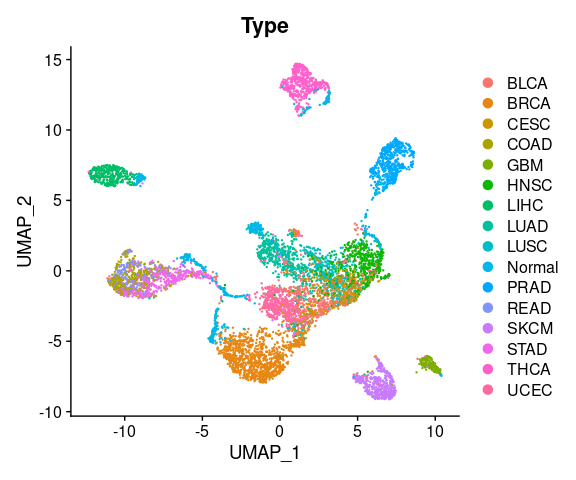 Type
UMAP_2
15
10
5
0
-5
-10
-10
-5
0
5
10
UMAP_1
BLCA
BRCA
CESC
COAD
GBM
HNSC
LIHC
LUAD
LUSC
Normal
PRAD
READ
SKCM
STAD
THCA
UCEC